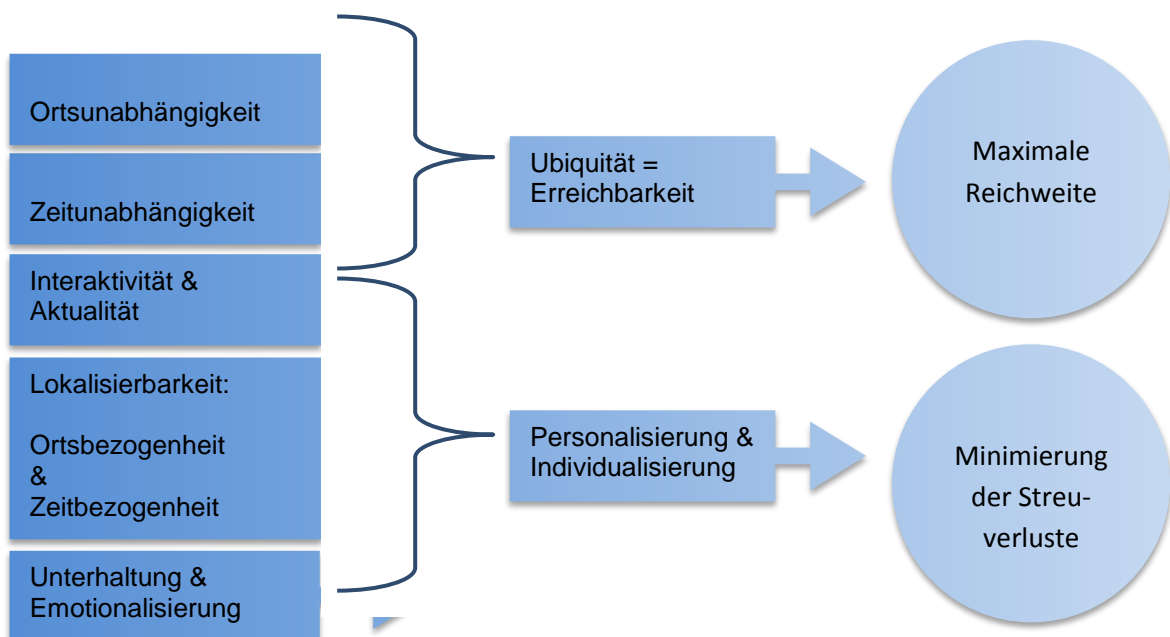 Ortsunabhängigkeit
Zeitunabhängigkeit
Interaktivität &
Aktualität
Lokalisierbarkeit:
Ortsbezogenheit
&
Zeitbezogenheit
Unterhaltung &
Emotionalisierung
Ubiquität =
Erreichbarkeit
Personalisierung &
Individualisierung
Maximale
Reichweite
Minimierung
der Streu-
verluste